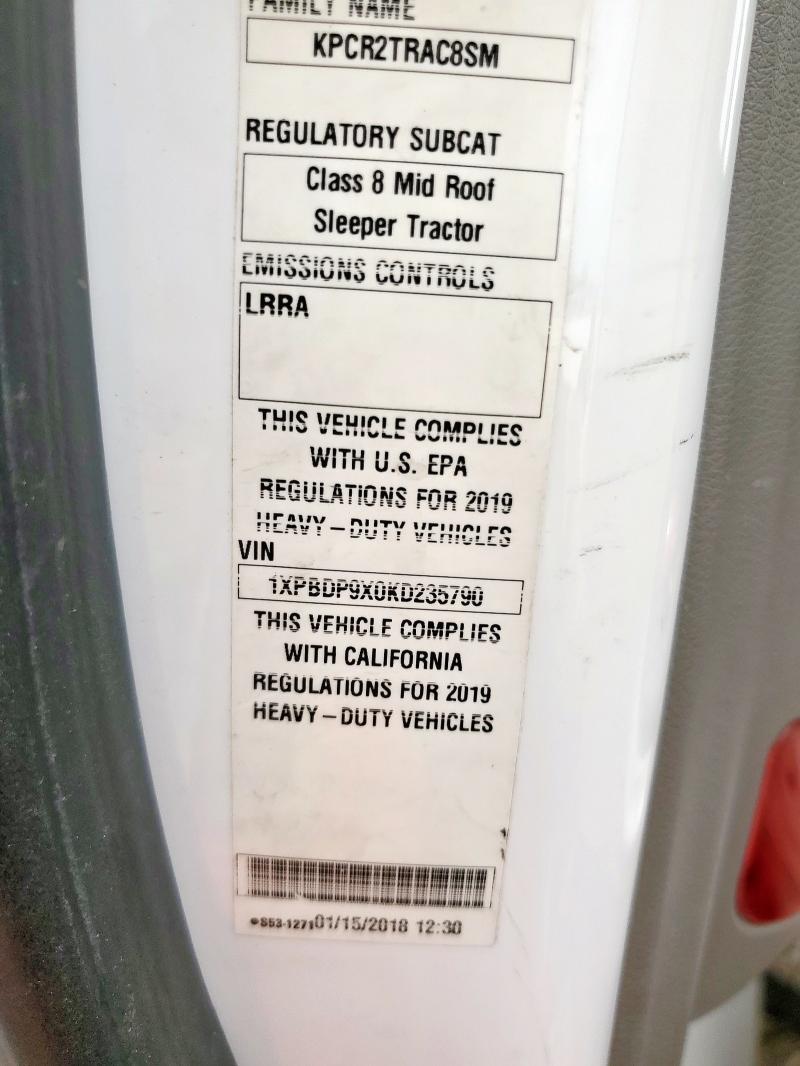 FAMILY NAME
KPCR2TRAC8SM
REGULATORY SUBCAT
Class 8 Mid Roof
Sleeper Tractor
EMISSIONS CONTROLS
LRRA
THIS VEHICLE COMPLIES
WITH U.S. EPA
REGULATIONS FOR 2019
HEAVY-DUTY VEHICLES
VIN
1XPBDP9X0KD235790
THIS VEHICLE COMPLIES
WITH CALIFORNIA
REGULATIONS FOR 2019
HEAVY-DUTY VEHICLES
S53-1271 01/15/2018 12:30